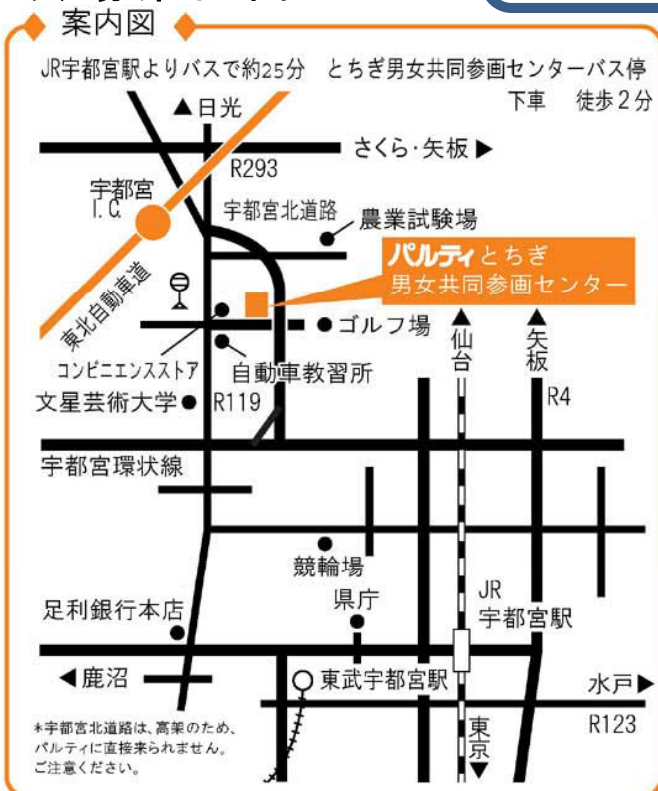 案内図
JR宇都宮駅よりバスで約25分 とちぎ男女共同参画センターバス停
下車 徒歩2分
▲日光
さくら・矢板▶
R293
宇都宮
I.C.
宇都宮北道路
農業試験場
パルティとちぎ
男女共同参画センター
東北自動車道
ゴルフ場
▲仙台
▲矢板
コンビニエンスストア
自動車教習所
文星芸術大学
R119
R4
宇都宮環状線
競輪場
県庁
JR
宇都宮駅
足利銀行本店
◀鹿沼
東武宇都宮駅
水戸▶
R123
東京▼
*宇都宮北道路は、高架のため、
パルティに直接来られません。
ご注意ください。